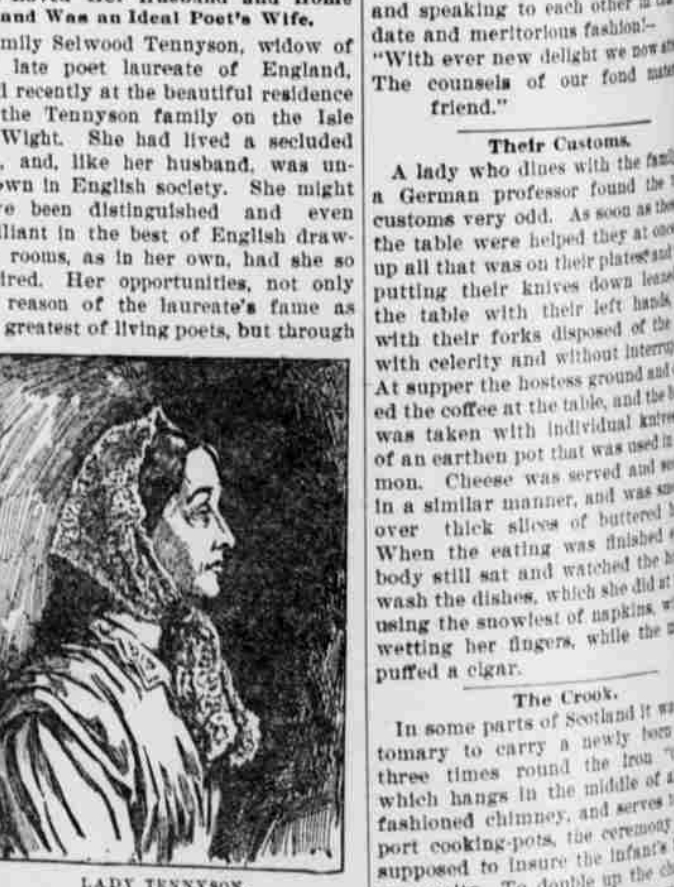 and Was an Ideal Poet's Wife.
mily Selwood Tennyson, widow of
late poet laureate of England,
recently at the beautiful residence
the Tennyson family on the Isle
Wight. She had lived a secluded
and, like her husband, was un-
wn in English society. She might
e been distinguished and even
lliant in the best of English draw-
rooms, as in her own, had she so
ired. Her opportunities, not only
reason of the laureate's fame as
greatest of living poets, but through
LADY TENNYSON
and speaking to each other in
date and meritorious fashion!—
"With ever new delight we now
The counsels of our fond
friend."
Their Customs.
A lady who dines with the
a German professor found the
customs very odd. As soon as
the table were helped they at
up all that was on their plates and
putting their knives down
the table with their left hands,
with their forks disposed of the
with celerity and without
At supper the hostess ground and
ed the coffee at the table, and the
was taken with individual
of an earthen pot that was used in
mon. Cheese was served and
in a similar manner, and was
over thick slices of buttered
When the eating was finished
body still sat and watched the
wash the dishes, which she did at
using the snowiest of napkins,
wetting her fingers, while the
puffed a cigar.
The Crook.
In some parts of Scotland it
tomary to carry a newly born
three times round the iron
which hangs in the middle of
fashioned chimney, and serves
port cooking-pots, the ceremony
supposed to insure the infant's
To double up the